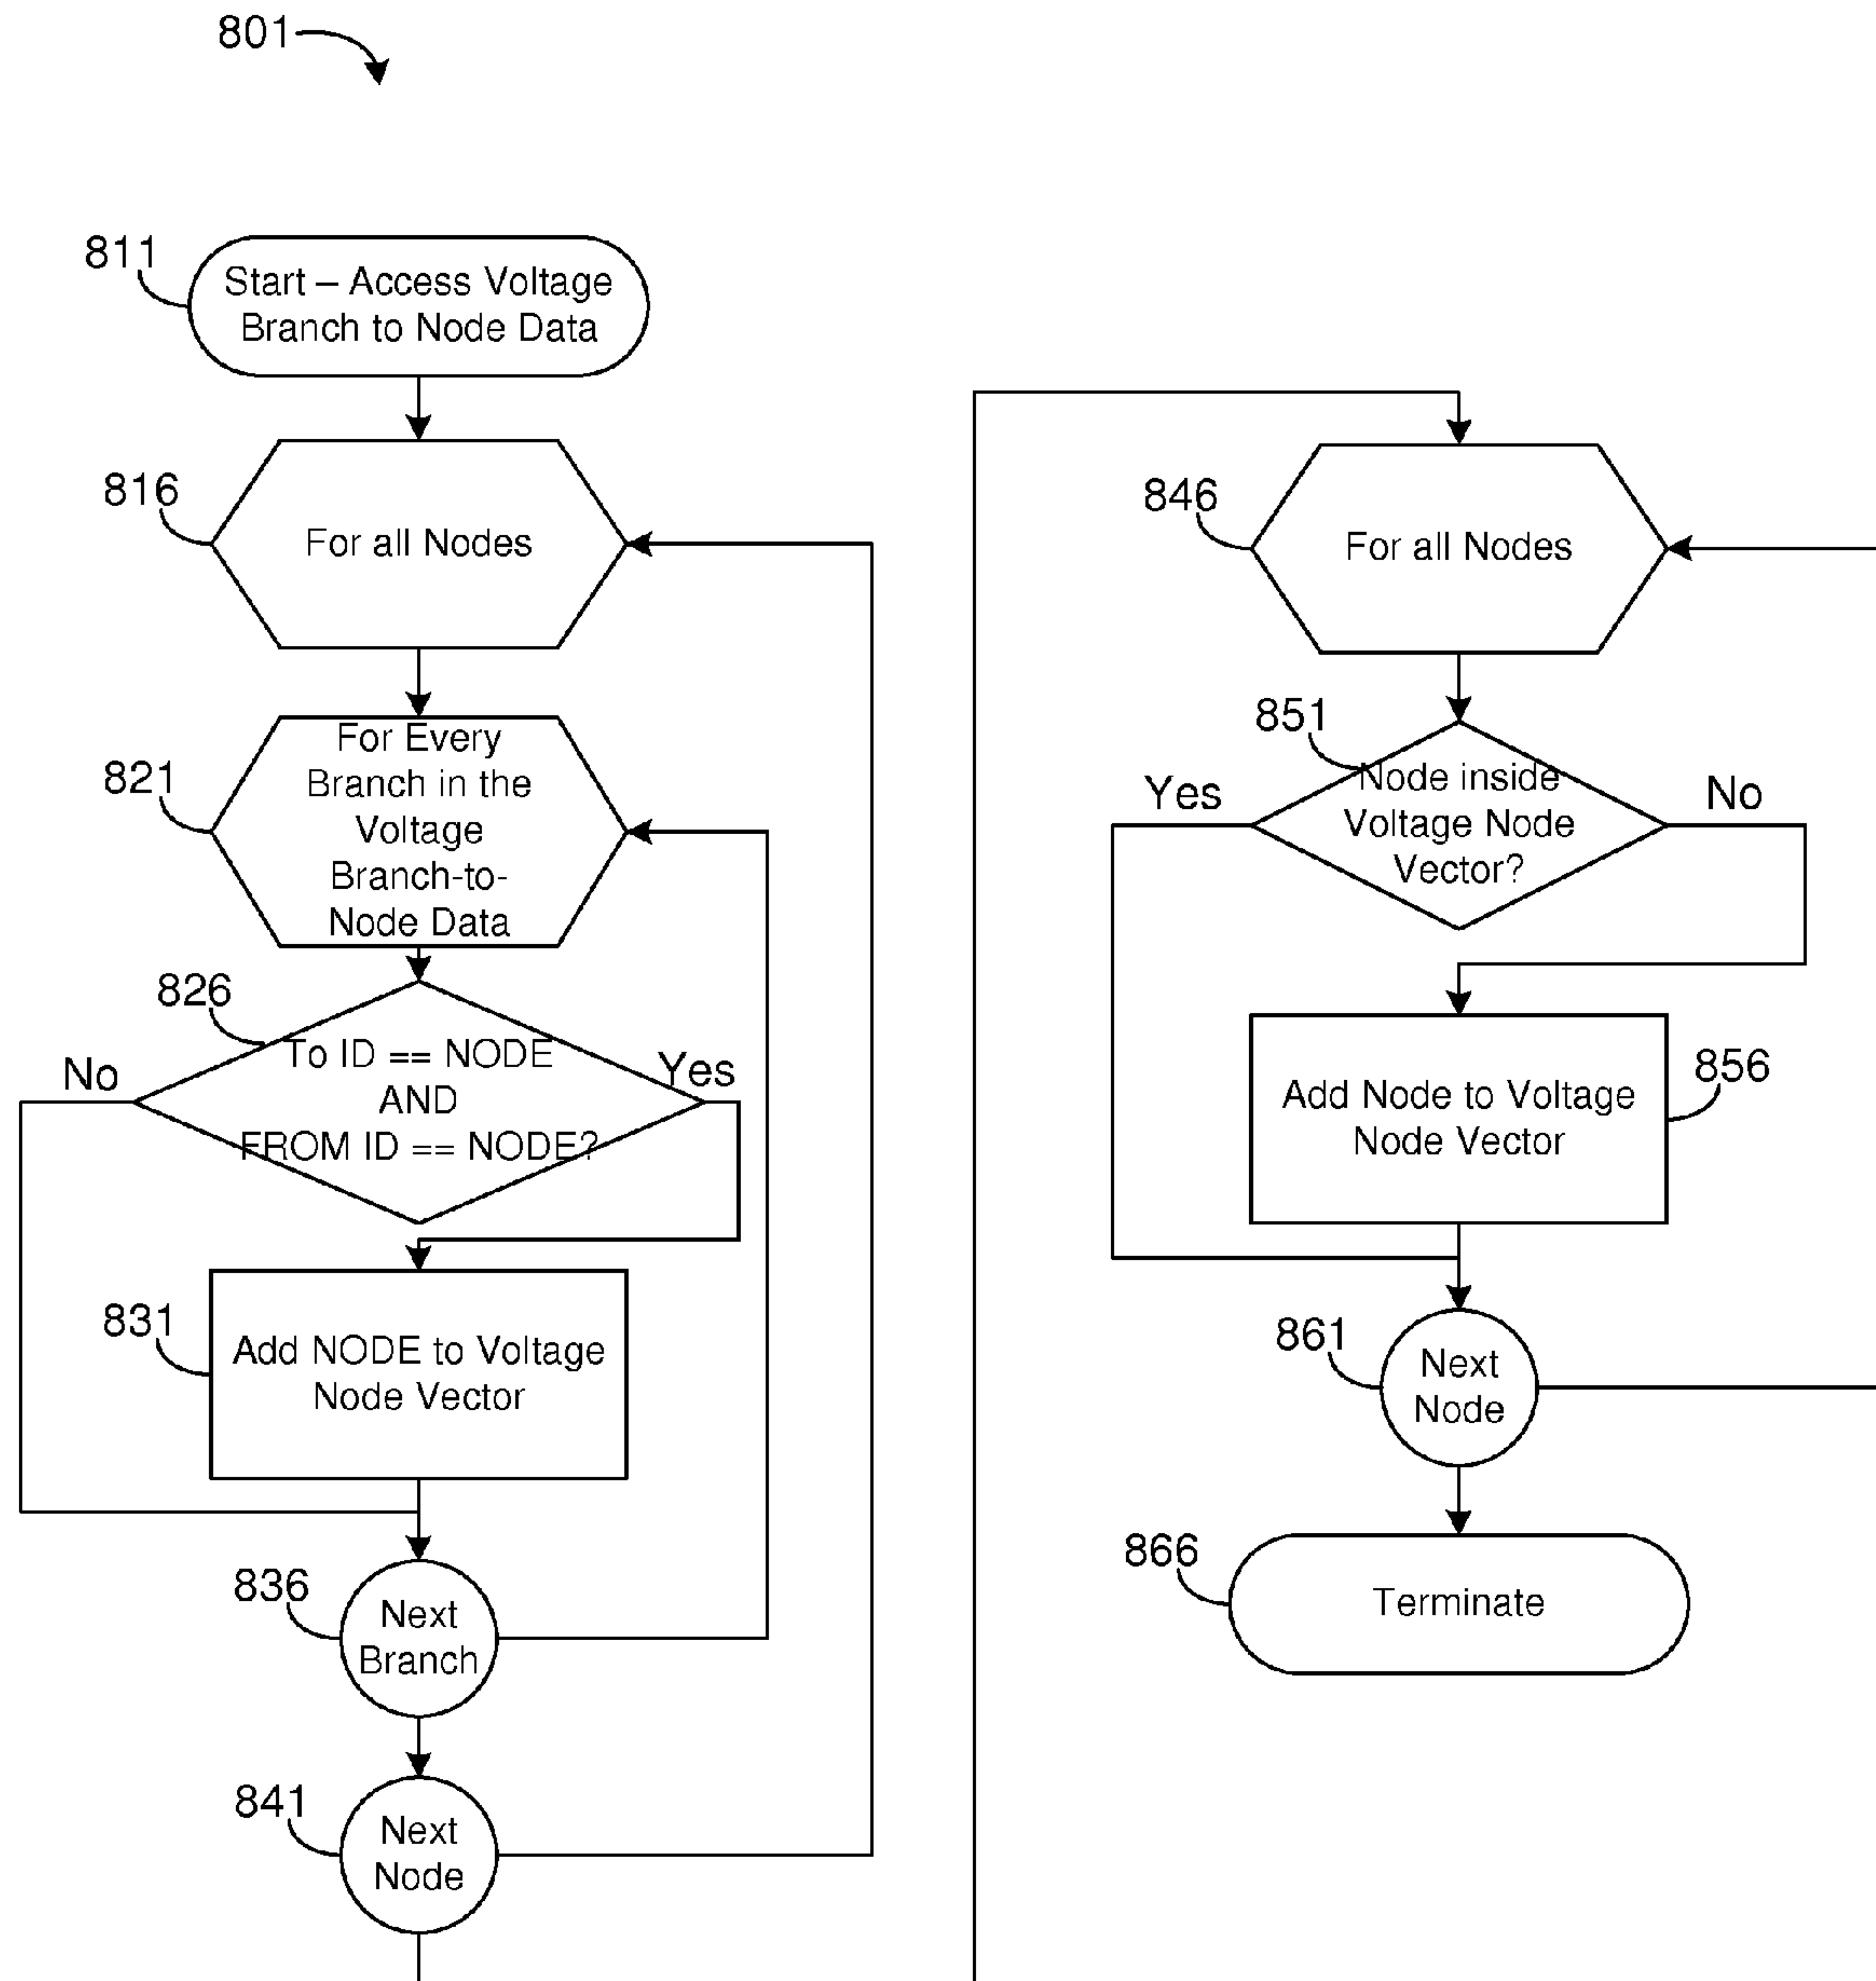 801
811
Start – Access Voltage
Branch to Node Data
816
For all Nodes
821
For Every
Branch in the
Voltage
Branch-to-
Node Data
826
To ID == NODE
AND
FROM ID == NODE?
No
Yes
831
Add NODE to Voltage
Node Vector
836
Next
Branch
841
Next
Node
846
For all Nodes
851
Node inside
Voltage Node
Vector?
Yes
No
856
Add Node to Voltage
Node Vector
861
Next
Node
866
Terminate